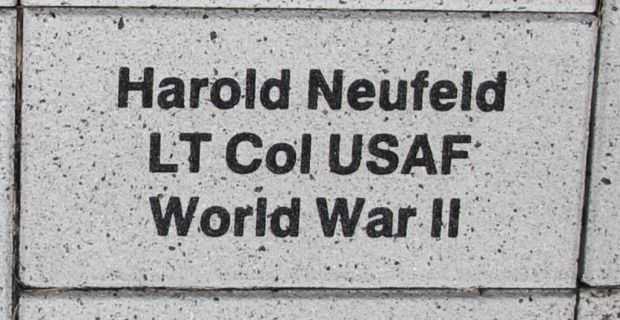 Harold Neufeld
LT Col USAF
World War II